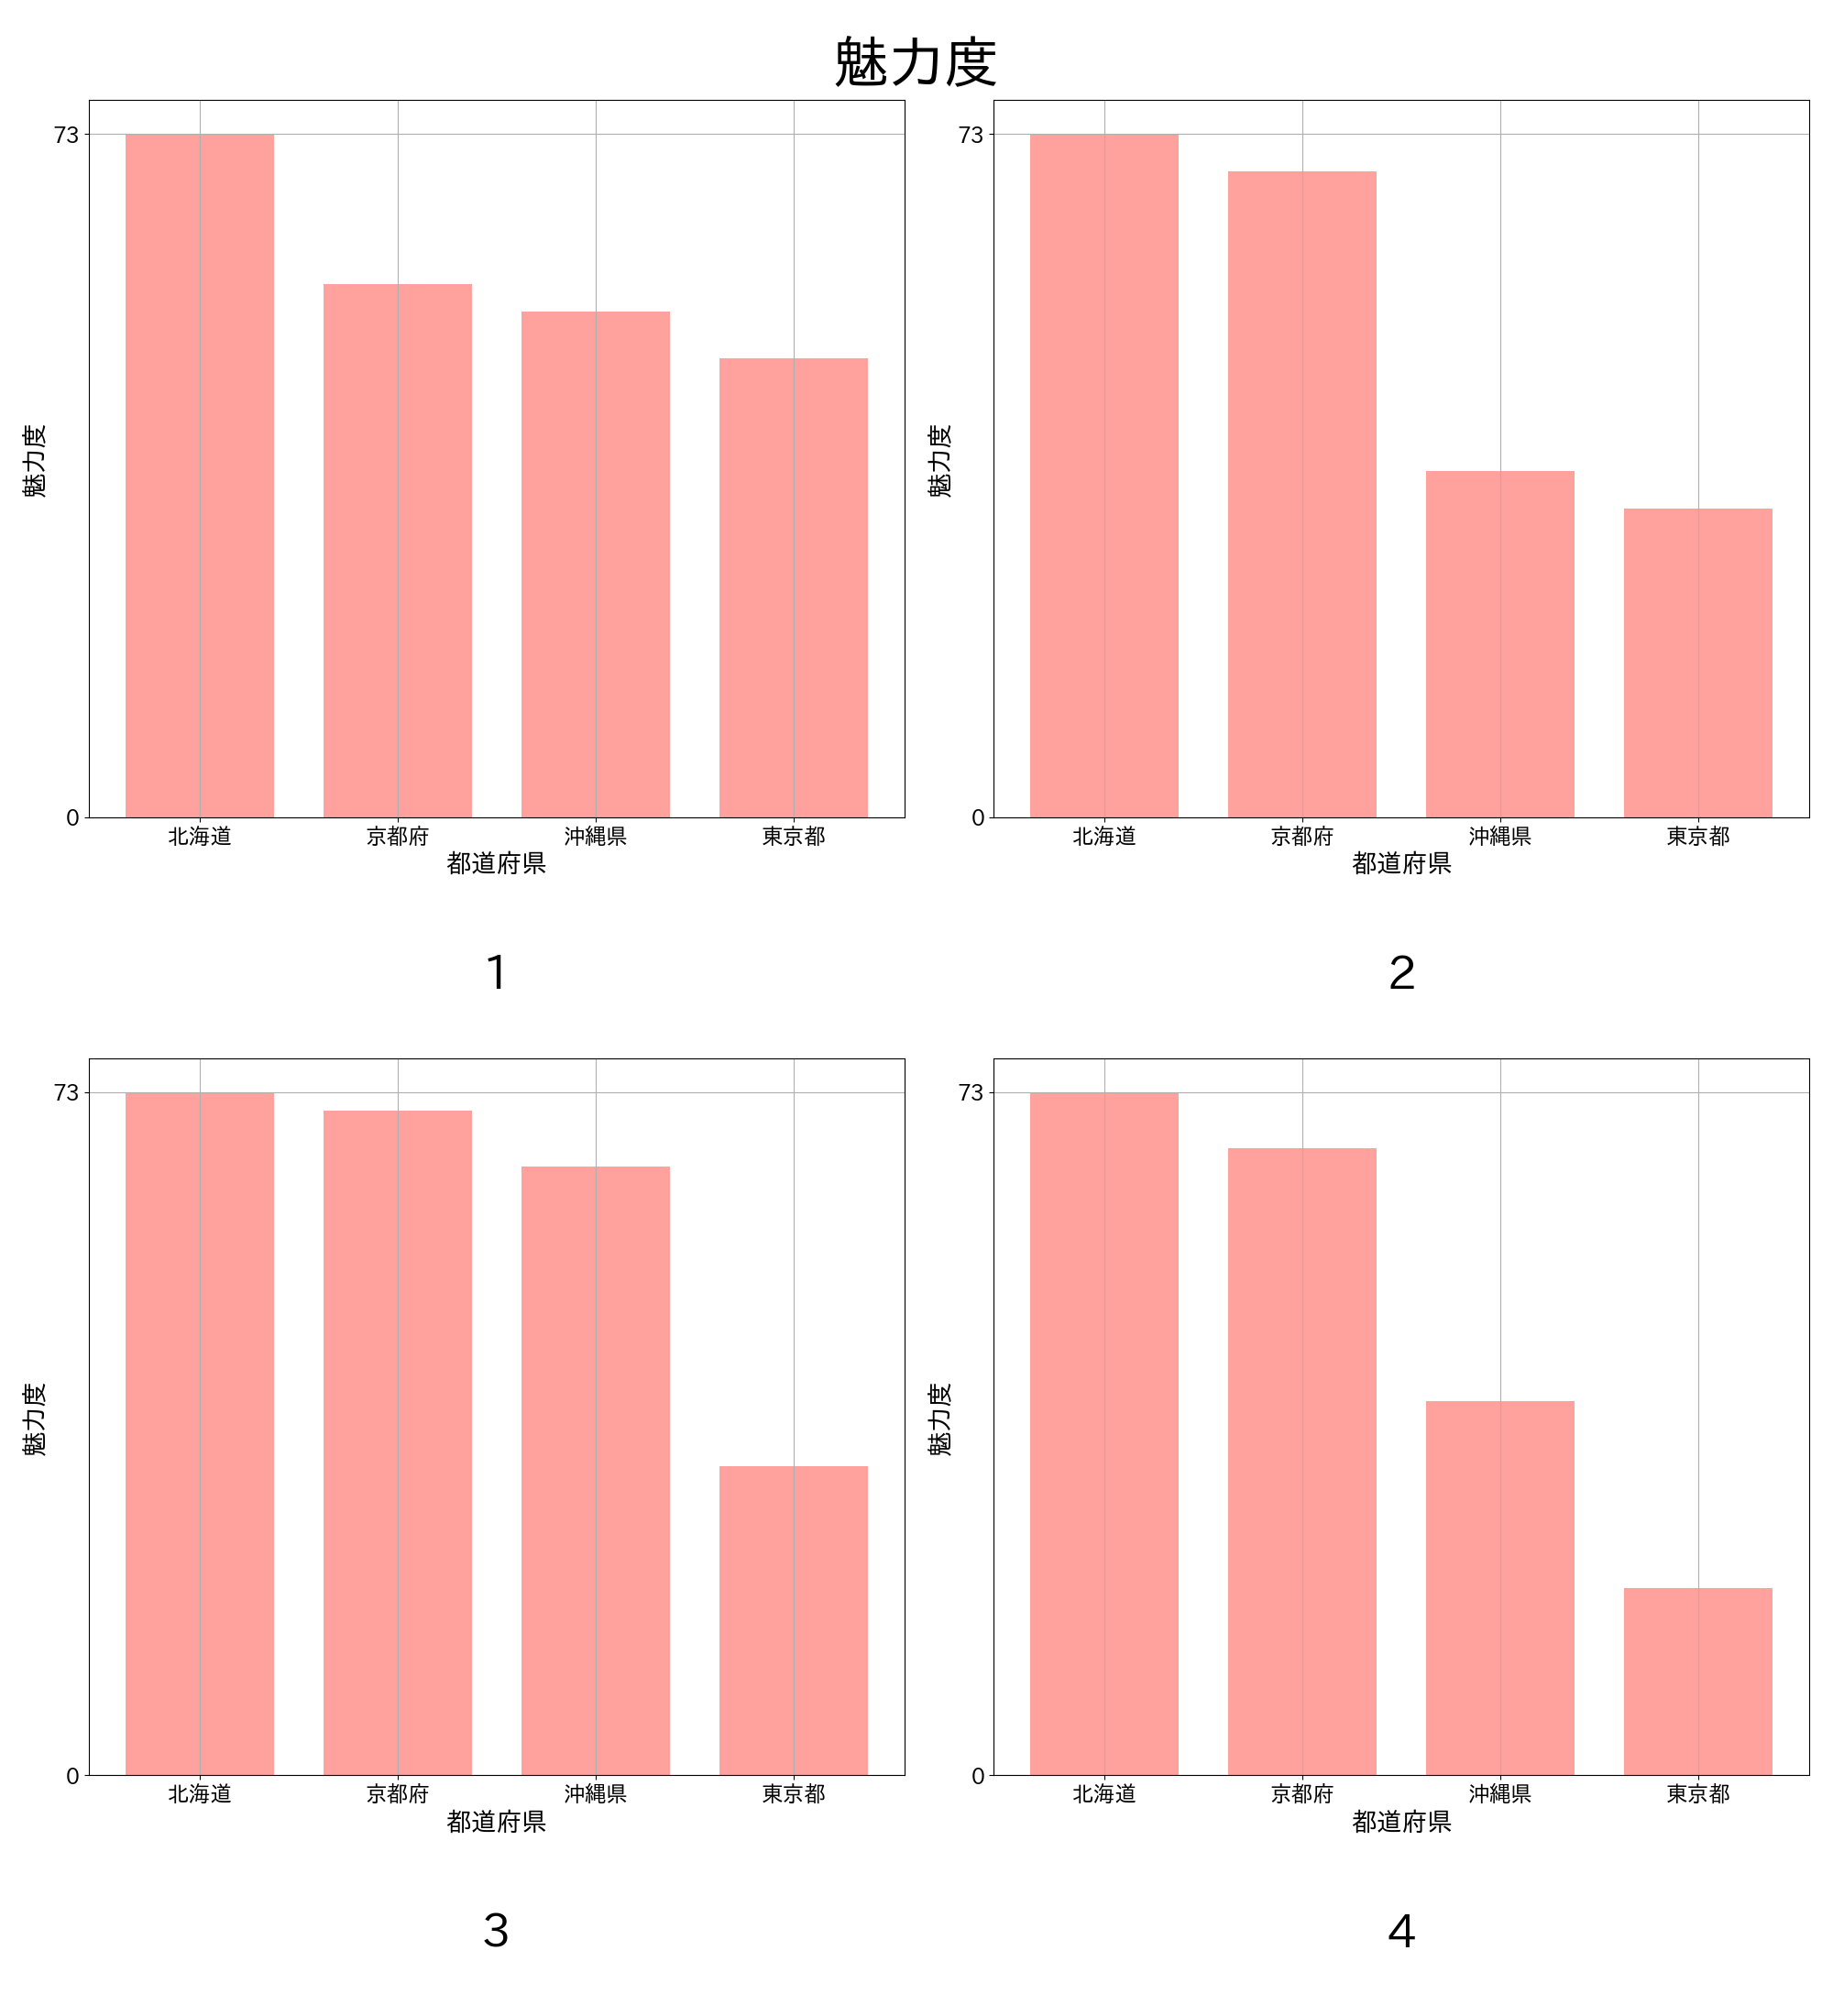 魅力度
73
0
魅力度
北海道 京都府 沖縄県 東京都
都道府県
1
73
0
魅力度
北海道 京都府 沖縄県 東京都
都道府県
2
73
0
魅力度
北海道 京都府 沖縄県 東京都
都道府県
3
73
0
魅力度
北海道 京都府 沖縄県 東京都
都道府県
4